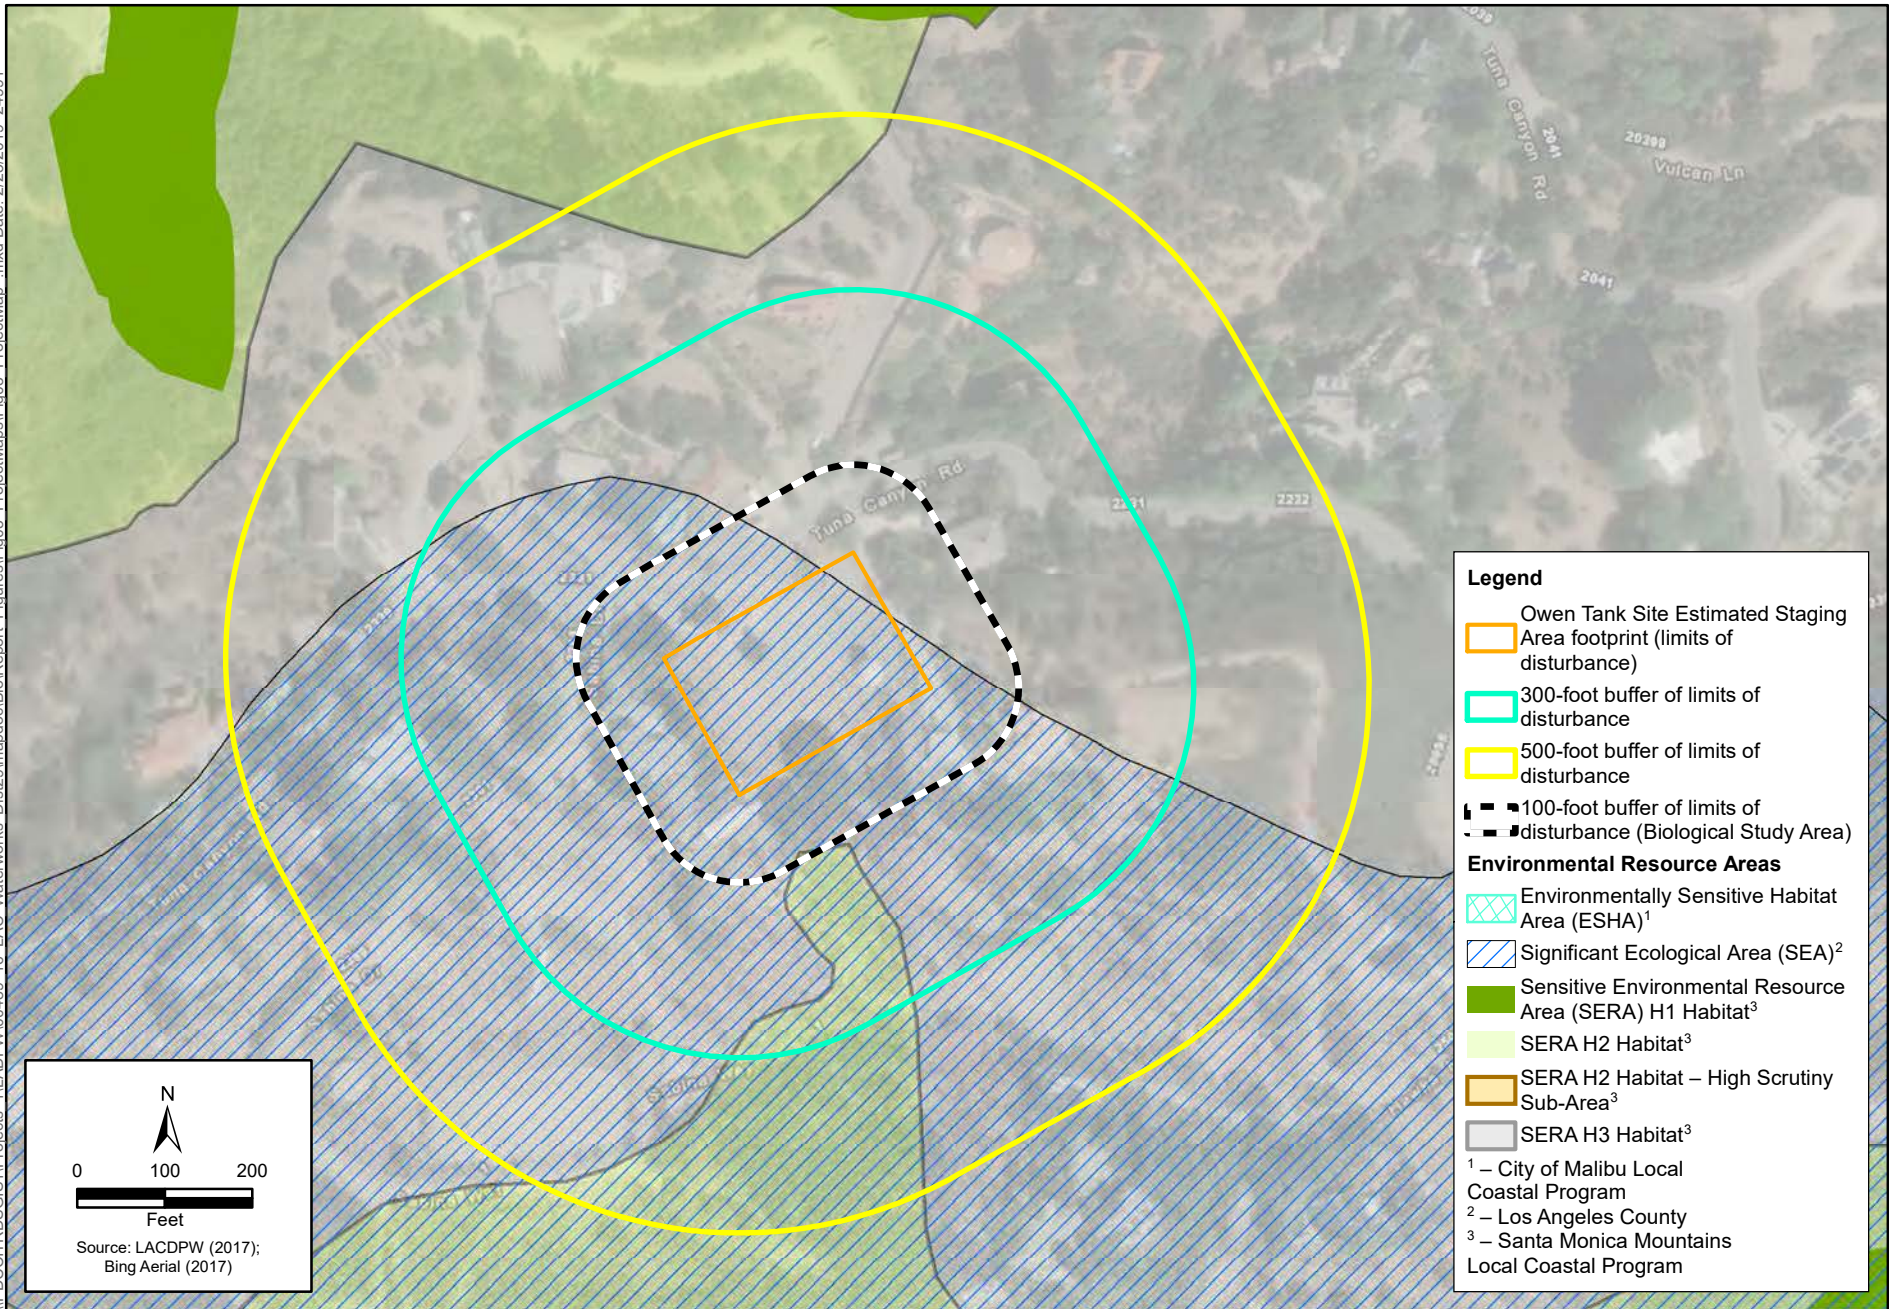 2039
Tuna Canyon Rd
2041
20298
Vulcan Ln
2041
Tuna Canyon Rd
2231
2222
Legend
Owen Tank Site Estimated Staging
Area footprint (limits of
disturbance)
300-foot buffer of limits of
disturbance
500-foot buffer of limits of
disturbance
100-foot buffer of limits of
disturbance (Biological Study Area)
Environmental Resource Areas
Environmentally Sensitive Habitat
Area (ESHA)1
Significant Ecological Area (SEA)2
Sensitive Environmental Resource
Area (SERA) H1 Habitat3
SERA H2 Habitat3
SERA H2 Habitat – High Scrutiny
Sub-Area3
SERA H3 Habitat3
1 – City of Malibu Local
Coastal Program
2 – Los Angeles County
3 – Santa Monica Mountains
Local Coastal Program
N
0 100 200
Feet
Source: LACDPW (2017);
Bing Aerial (2017)